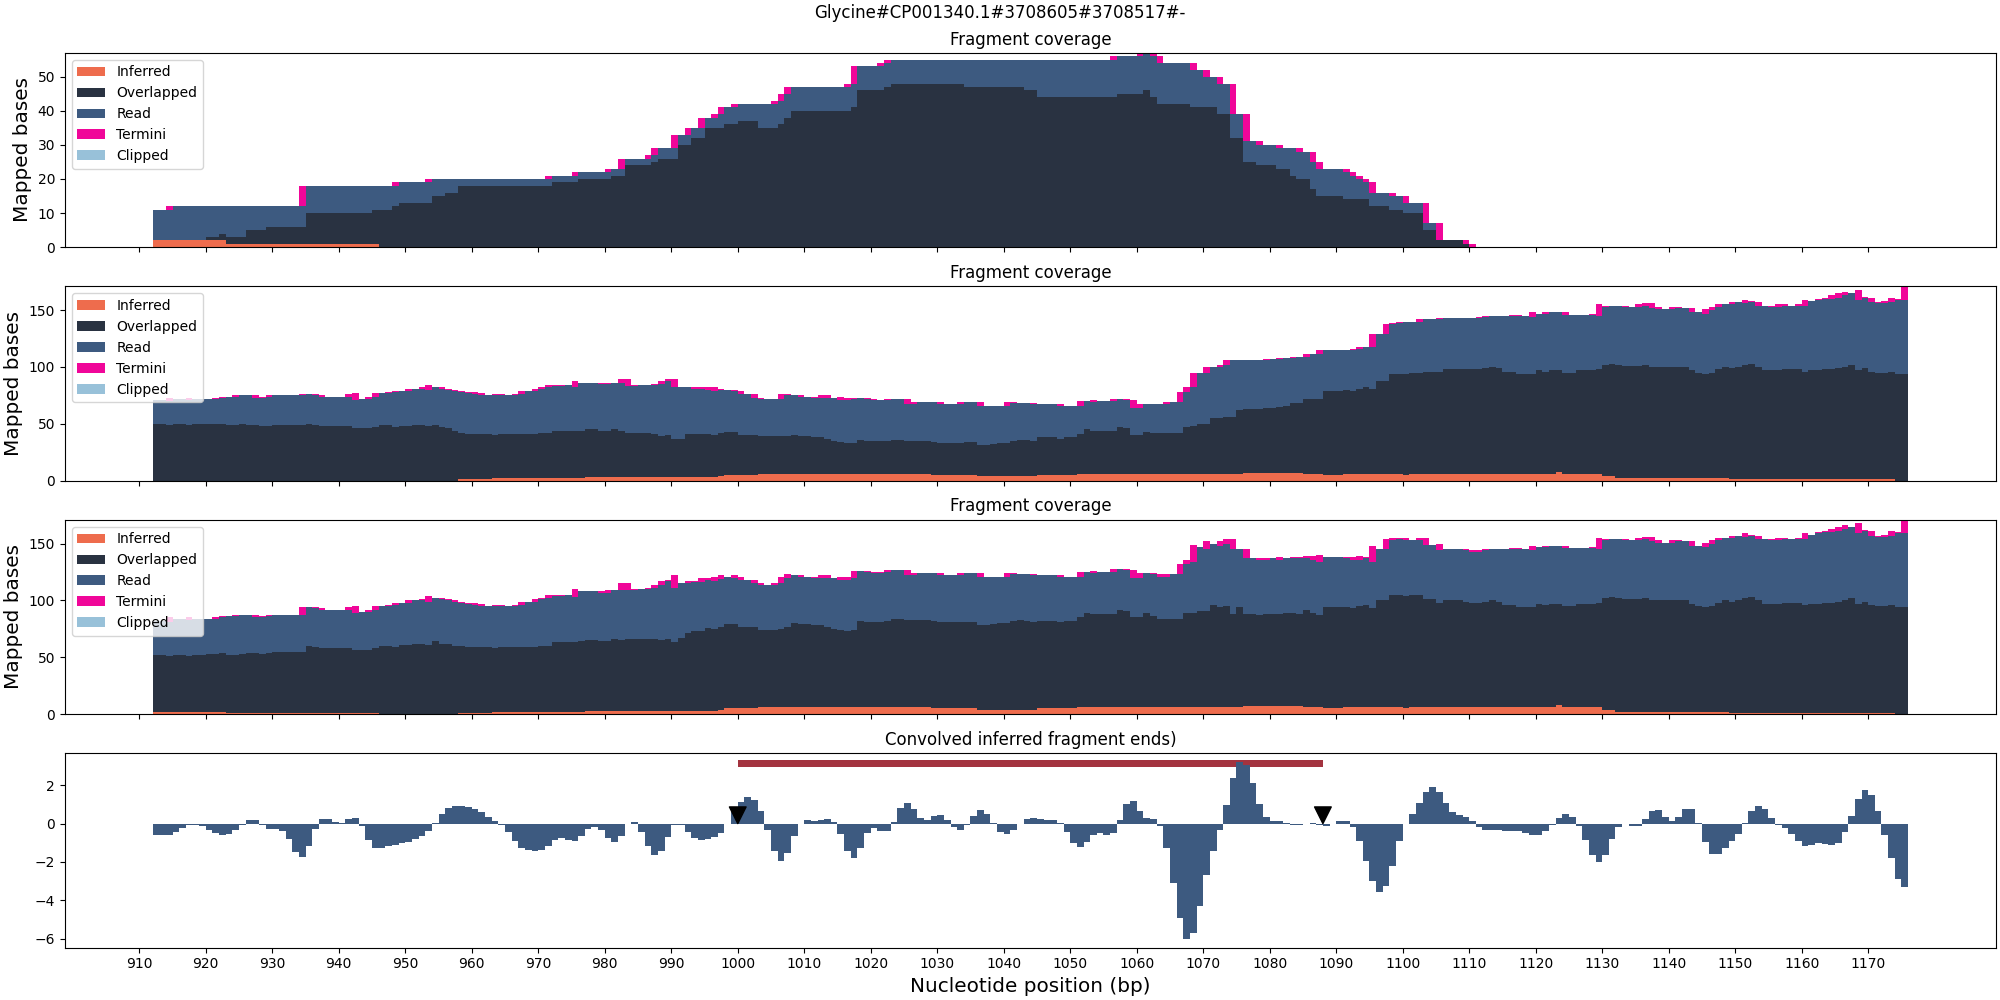 Glycine#CP001340.1#3708605#3708517#-
Fragment coverage
Mapped bases
50
40
30
20
10
0
Inferred
Overlapped
Read
Termini
Clipped
Fragment coverage
Mapped bases
150
100
50
0
Inferred
Overlapped
Read
Termini
Clipped
Fragment coverage
Mapped bases
150
100
50
0
Inferred
Overlapped
Read
Termini
Clipped
Convolved inferred fragment ends)
2
0
−2
−4
−6
910 920 930 940 950 960 970 980 990 1000 1010 1020 1030 1040 1050 1060 1070 1080 1090 1100 1110 1120 1130 1140 1150 1160 1170
Nucleotide position (bp)